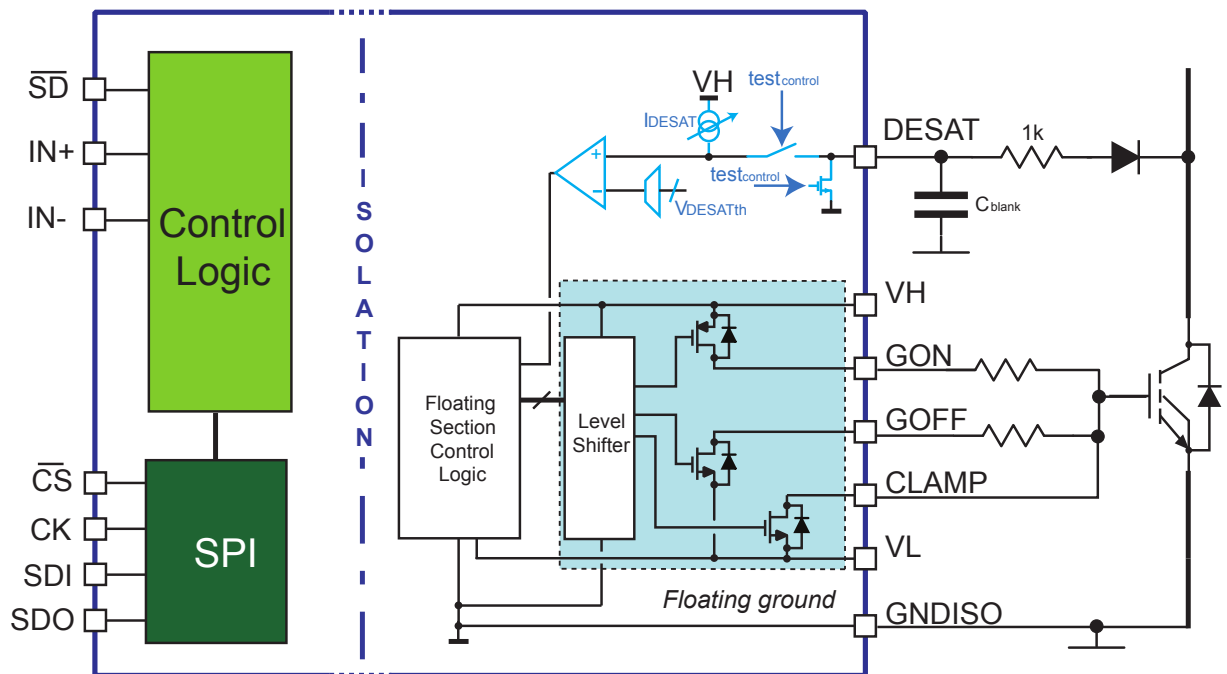 SD
IN+
IN-
Control
Logic
CS
CK
SDI
SDO
SPI
ISOLATION
VH
IDESAT
testcontrol
testcontrol
+
−
VDESATth
DESAT
1k
Cblank
Floating
Section
Control
Logic
Level
Shifter
VH
GON
GOFF
CLAMP
VL
Floating ground
GNDISO